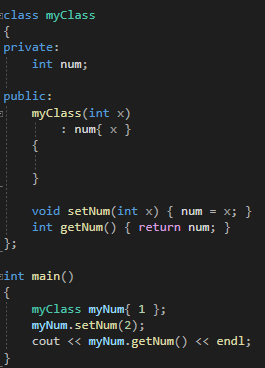 class myClass
{
private:
    int num;
public:
    myClass(int x)
        : num{ x }
    {
    }
    void setNum(int x) { num = x; }
    int getNum() { return num; }
};
int main()
{
    myClass myNum{ 1 };
    myNum.setNum(2);
    cout << myNum.getNum() << endl;
}